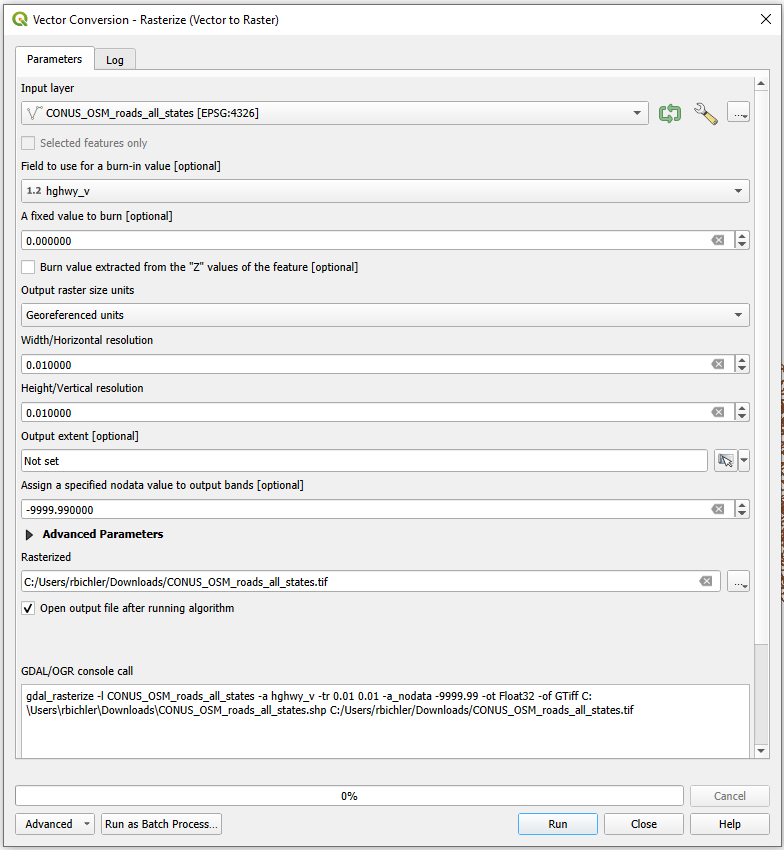 Vector Conversion - Rasterize (Vector to Raster)
Parameters
Log
Input layer
CONUS_OSM_roads_all_states [EPSG:4326]
...
Selected features only
Field to use for a burn-in value [optional]
1.2 hghwy_v
A fixed value to burn [optional]
0.000000
Burn value extracted from the "Z" values of the feature [optional]
Output raster size units
Georeferenced units
Width/Horizontal resolution
0.010000
Height/Vertical resolution
0.010000
Output extent [optional]
Not set
Assign a specified nodata value to output bands [optional]
-9999.990000
Advanced Parameters
Rasterized
C:/Users/rbichler/Downloads/CONUS_OSM_roads_all_states.tif
...
Open output file after running algorithm
GDAL/OGR console call
gdal_rasterize -l CONUS_OSM_roads_all_states -a hghwy_v -tr 0.01 0.01 -a_nodata -9999.99 -ot Float32 -of GTiff C:
\Users\rbichler\Downloads\CONUS_OSM_roads_all_states.shp C:/Users/rbichler/Downloads/CONUS_OSM_roads_all_states.tif
0%
Cancel
Advanced
Run as Batch Process...
Run
Close
Help